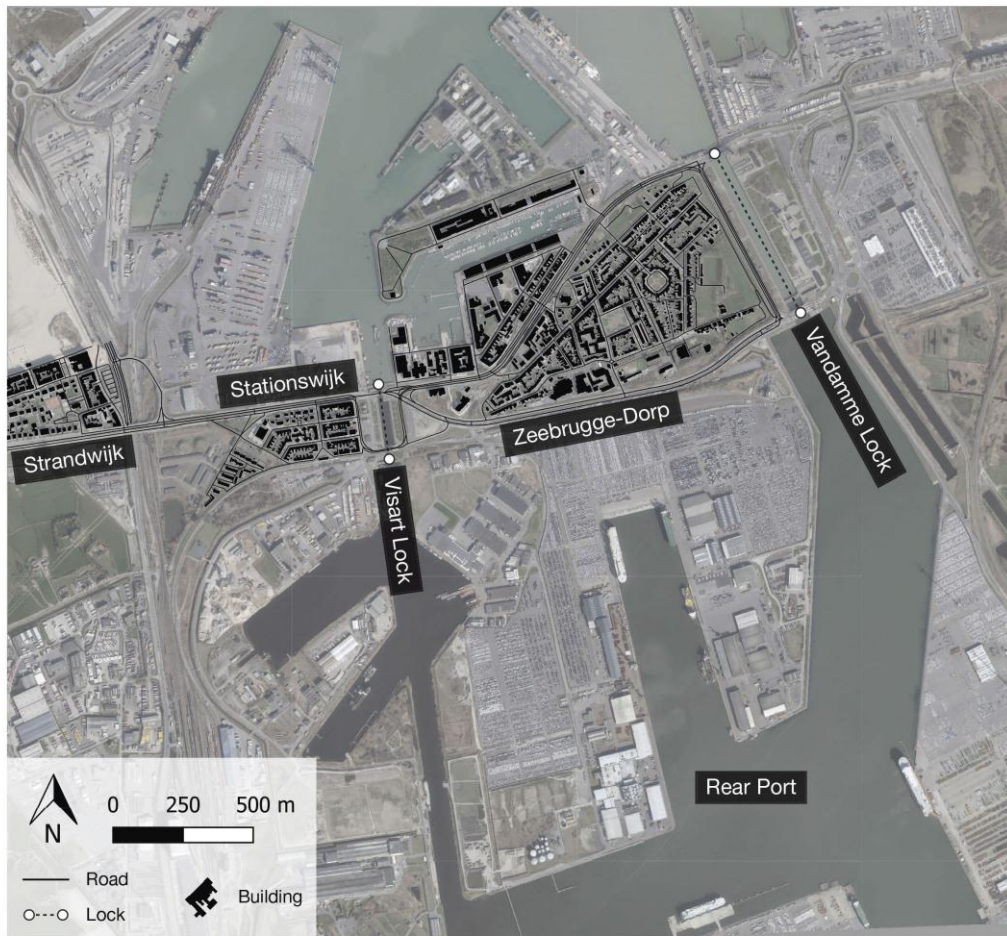 Stationswijk
Strandwijk
Zeebrugge-Dorp
Visart Lock
Vandamme Lock
Rear Port
N
0 250 500 m
Road
Lock
Building